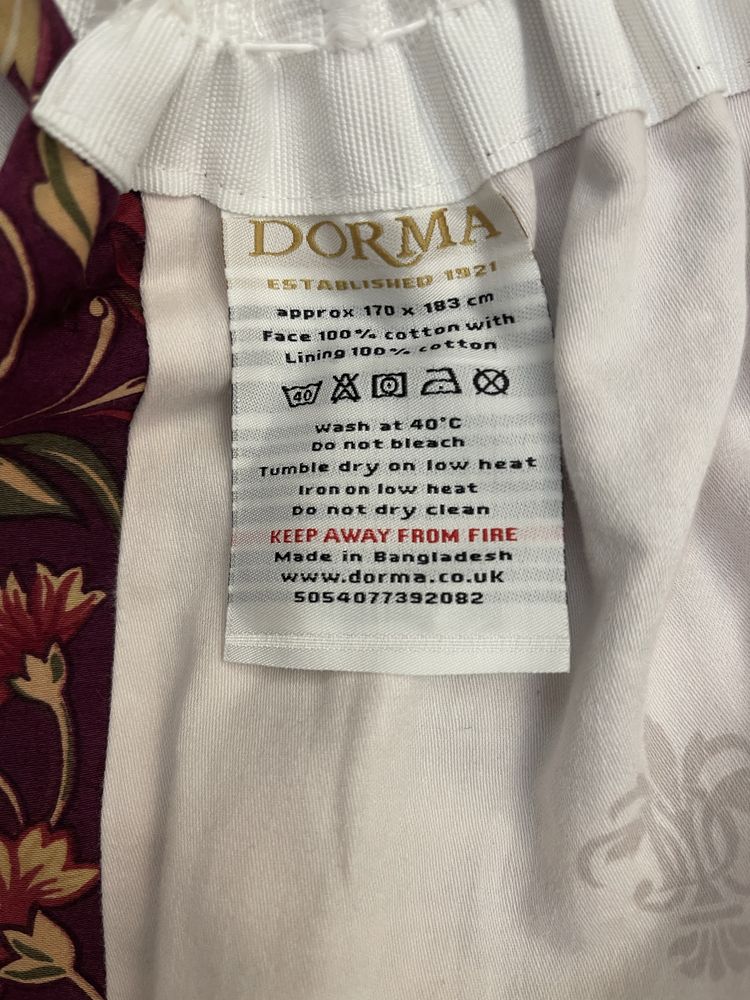 DORMA
ESTABLISHED 1921
approx 170 x 183 cm
Face 100% cotton with
Lining 100% cotton
40
Wash at 40°C
Do not bleach
Tumble dry on low heat
Iron on low heat
Do not dry clean
KEEP AWAY FROM FIRE
Made in Bangladesh
www.dorma.co.uk
5054077392082